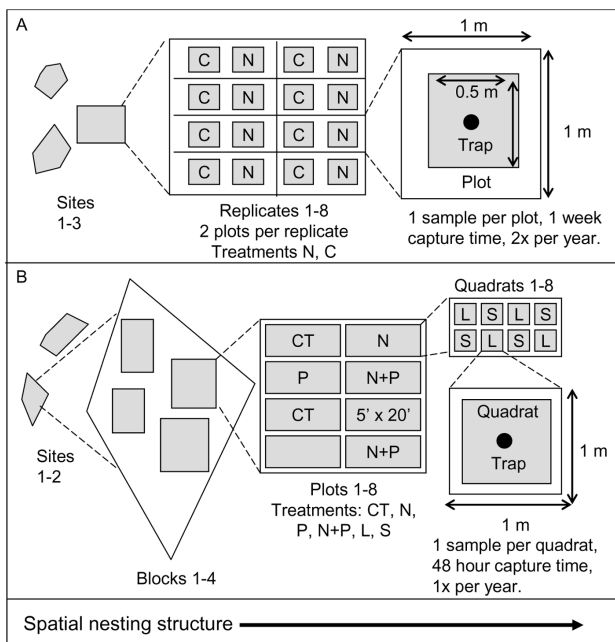 A
C N C N
C N C N
C N C N
C N C N
1 m
0.5 m
Trap
Plot
1 m
Sites
1-3
Replicates 1-8
2 plots per replicate
Treatments N, C
1 sample per plot, 1 week
capture time, 2x per year.
B
Quadrats 1-8
L S L S
S L S L
CT N
P N+P
CT 5' x 20'
N+P
Quadrat
Trap
1 m
1 m
Sites
1-2
Blocks 1-4
Plots 1-8
Treatments: CT, N,
P, N+P, L, S
1 sample per quadrat,
48 hour capture time,
1x per year.
Spatial nesting structure